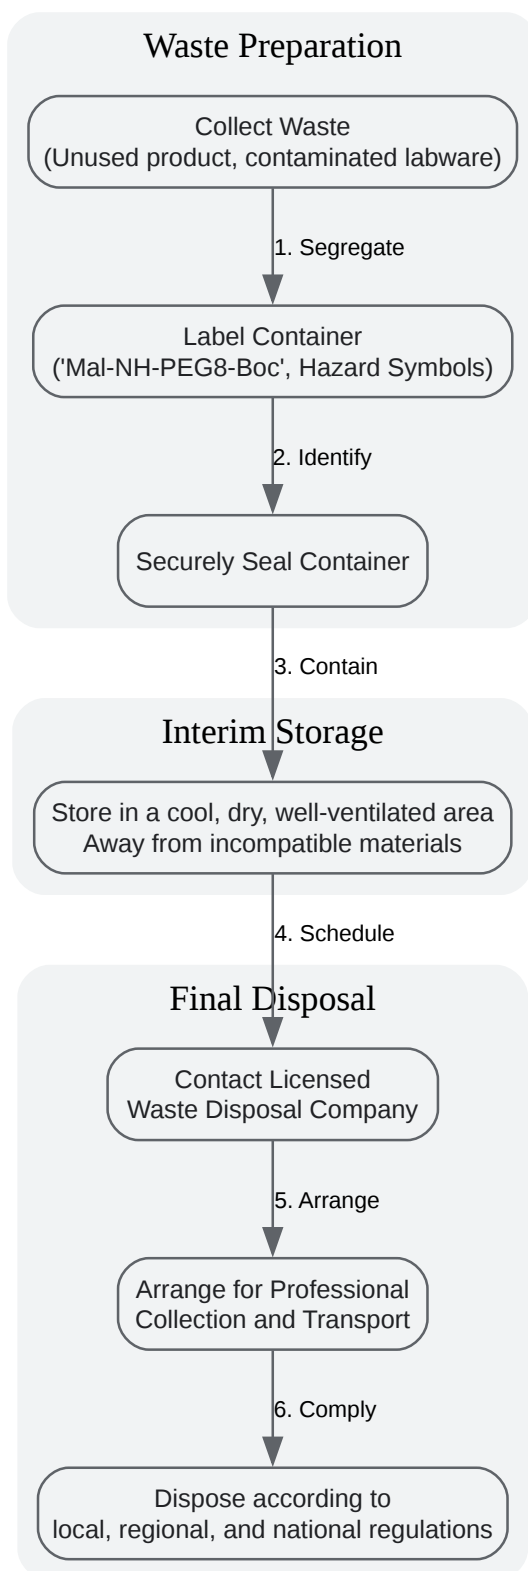 Waste Preparation
Collect Waste
(Unused product, contaminated labware)
1. Segregate
Label Container
('Mal-NH-PEG8-Boc', Hazard Symbols)
2. Identify
Securely Seal Container
3. Contain
Interim Storage
Store in a cool, dry, well-ventilated area
Away from incompatible materials
4. Schedule
Final Disposal
Contact Licensed
Waste Disposal Company
5. Arrange
Arrange for Professional
Collection and Transport
6. Comply
Dispose according to
local, regional, and national regulations